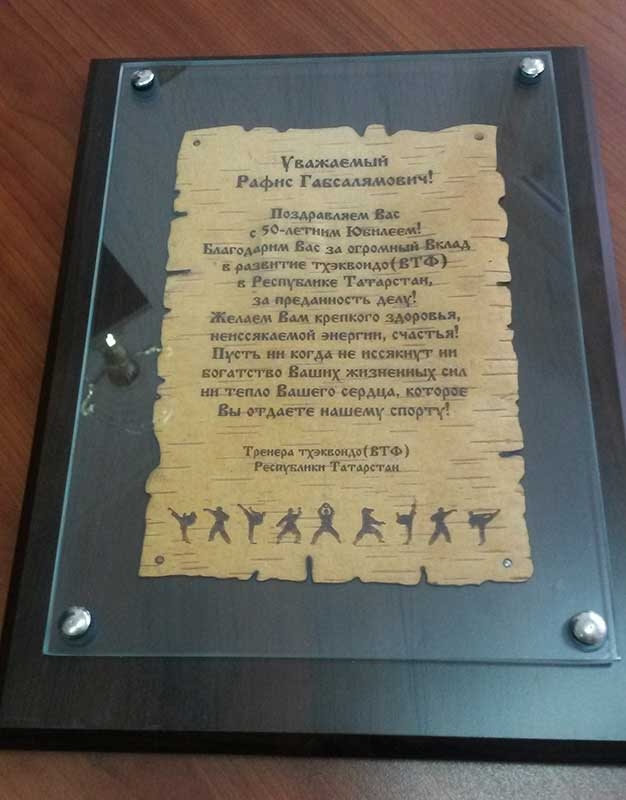 Уважаемый
Рафис Габсалямович!
Поздравляем Вас
с 50-летним Юбилеем!
Благодарим Вас за огромный Вклад
в развитие тхэквондо(ВТФ)
в Республике Татарстан,
за преданность делу!
Желаем Вам крепкого здоровья,
неиссякаемой энергии, счастья!
Пусть ни когда не иссякнут ни
богатство Ваших жизненных сил
ни тепло Вашего сердца, которое
Вы отдаете нашему спорту!
Тренера тхэквондо(ВТФ)
Республики Татарстан